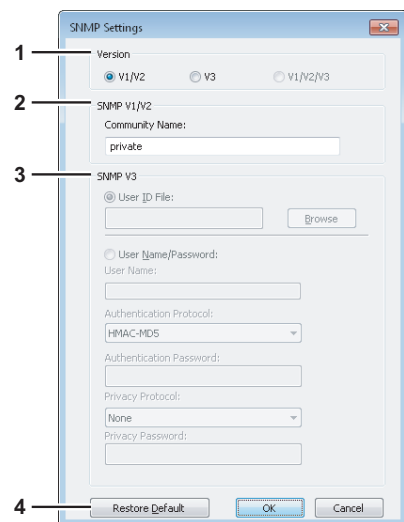 SNMP Settings
1
Version
V1/V2 V3 V1/V2/V3
2
SNMP V1/V2
Community Name:
private
3
SNMP V3
User ID File:
Browse
User Name/Password:
User Name:
Authentication Protocol:
HMAC-MD5
Authentication Password:
Privacy Protocol:
None
Privacy Password:
4
Restore Default OK Cancel